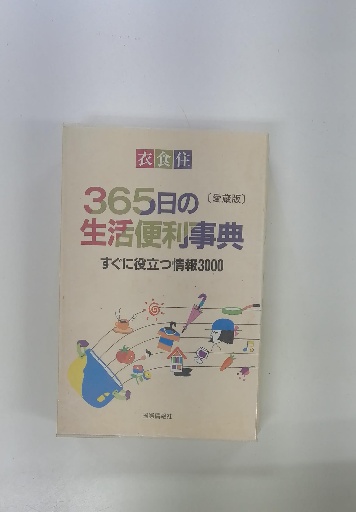 衣食住
365日の
〔愛蔵版〕
生活便利事典
すぐに役立つ情報3000